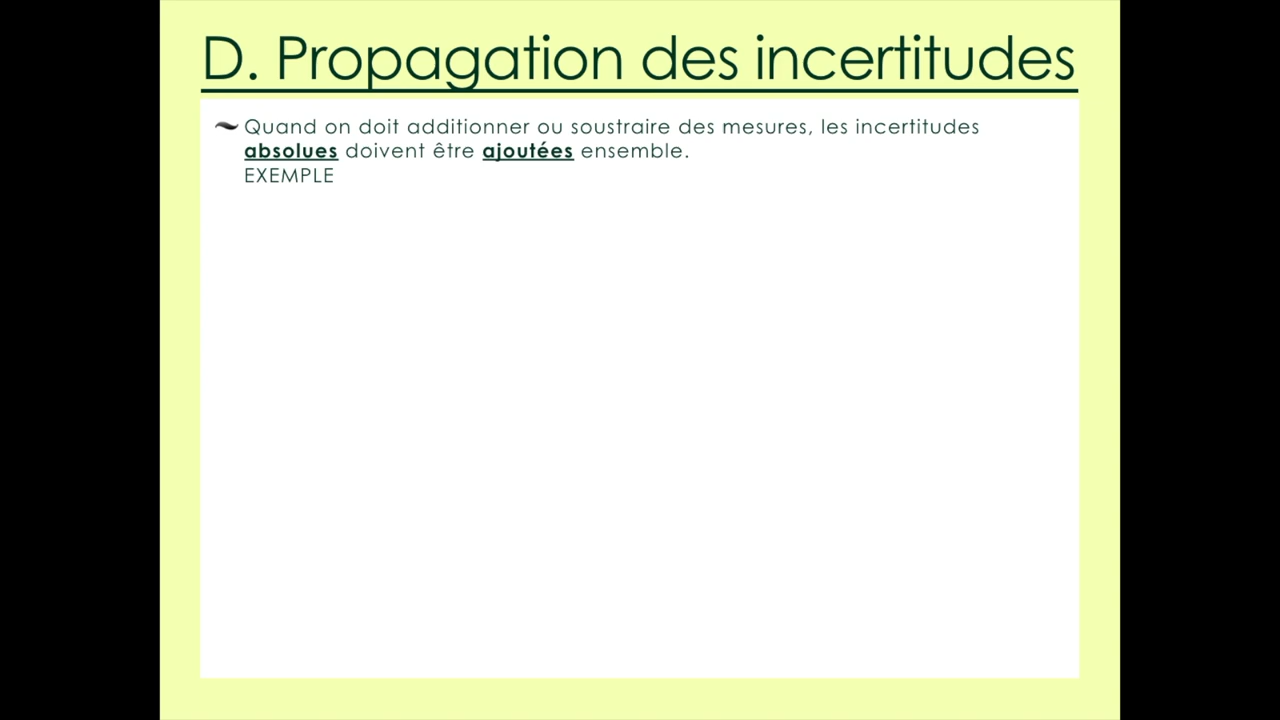 D. Propagation des incertitudes
Quand on doit additionner ou soustraire des mesures, les incertitudes
absolues doivent être ajoutées ensemble.
EXEMPLE